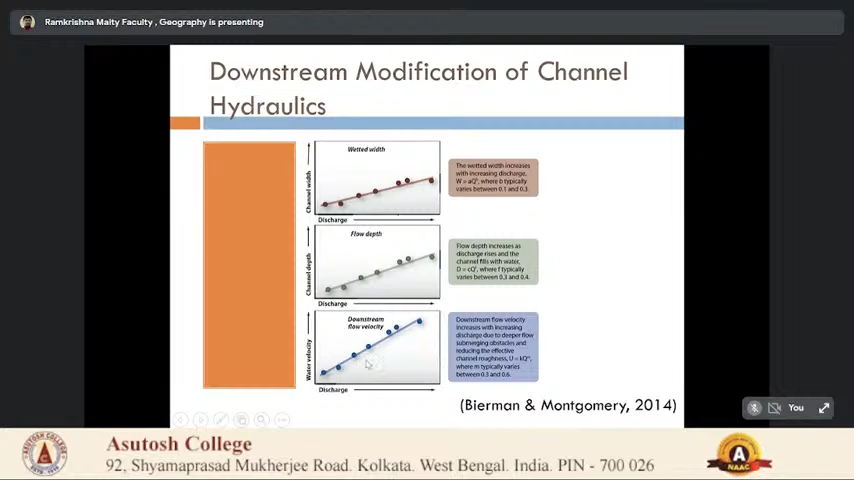 Ramkrishna Maity Faculty , Geography is presenting
Downstream Modification of Channel
Hydraulics
Wetted width
Channel width
Discharge
The wetted width increases
with increasing discharge,
W = aQᵇ, where b typically
varies between 0.1 and 0.3.
Flow depth
Channel depth
Discharge
Flow depth increases as
discharge rises and the
channel fills with water,
D = cQᶠ, where f typically
varies between 0.3 and 0.4.
Downstream
flow velocity
Water velocity
Discharge
Downstream flow velocity
increases with increasing
discharge due to deeper flow
submerging obstacles and
reducing the effective
channel roughness, U = kQᵐ,
where m typically varies
between 0.3 and 0.6.
(Bierman & Montgomery, 2014)
You
Asutosh College
92, Shyamaprasad Mukherjee Road. Kolkata. West Bengal. India. PIN - 700 026
A
NAAC